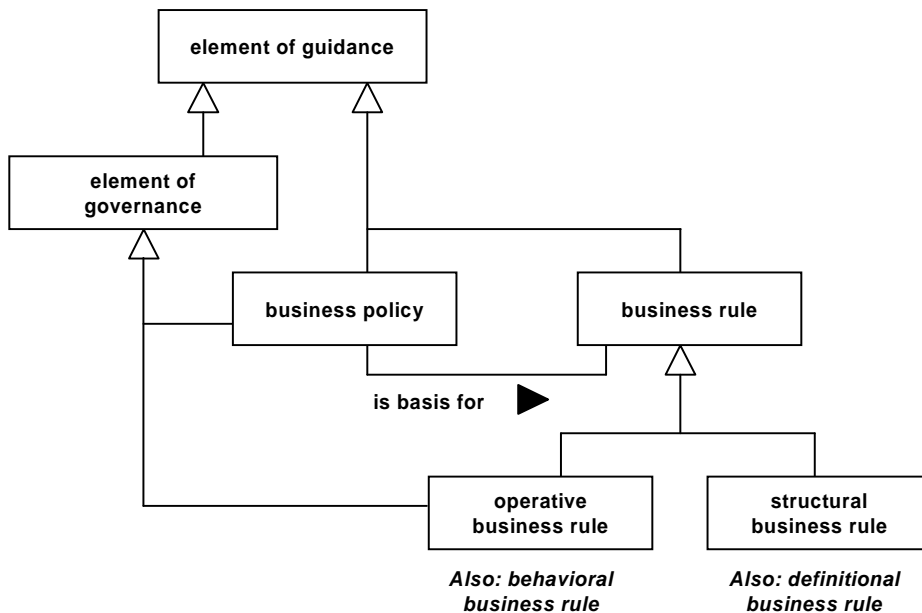 element of guidance
element of
governance
business policy
business rule
is basis for
operative
business rule
structural
business rule
Also: behavioral
business rule
Also: definitional
business rule